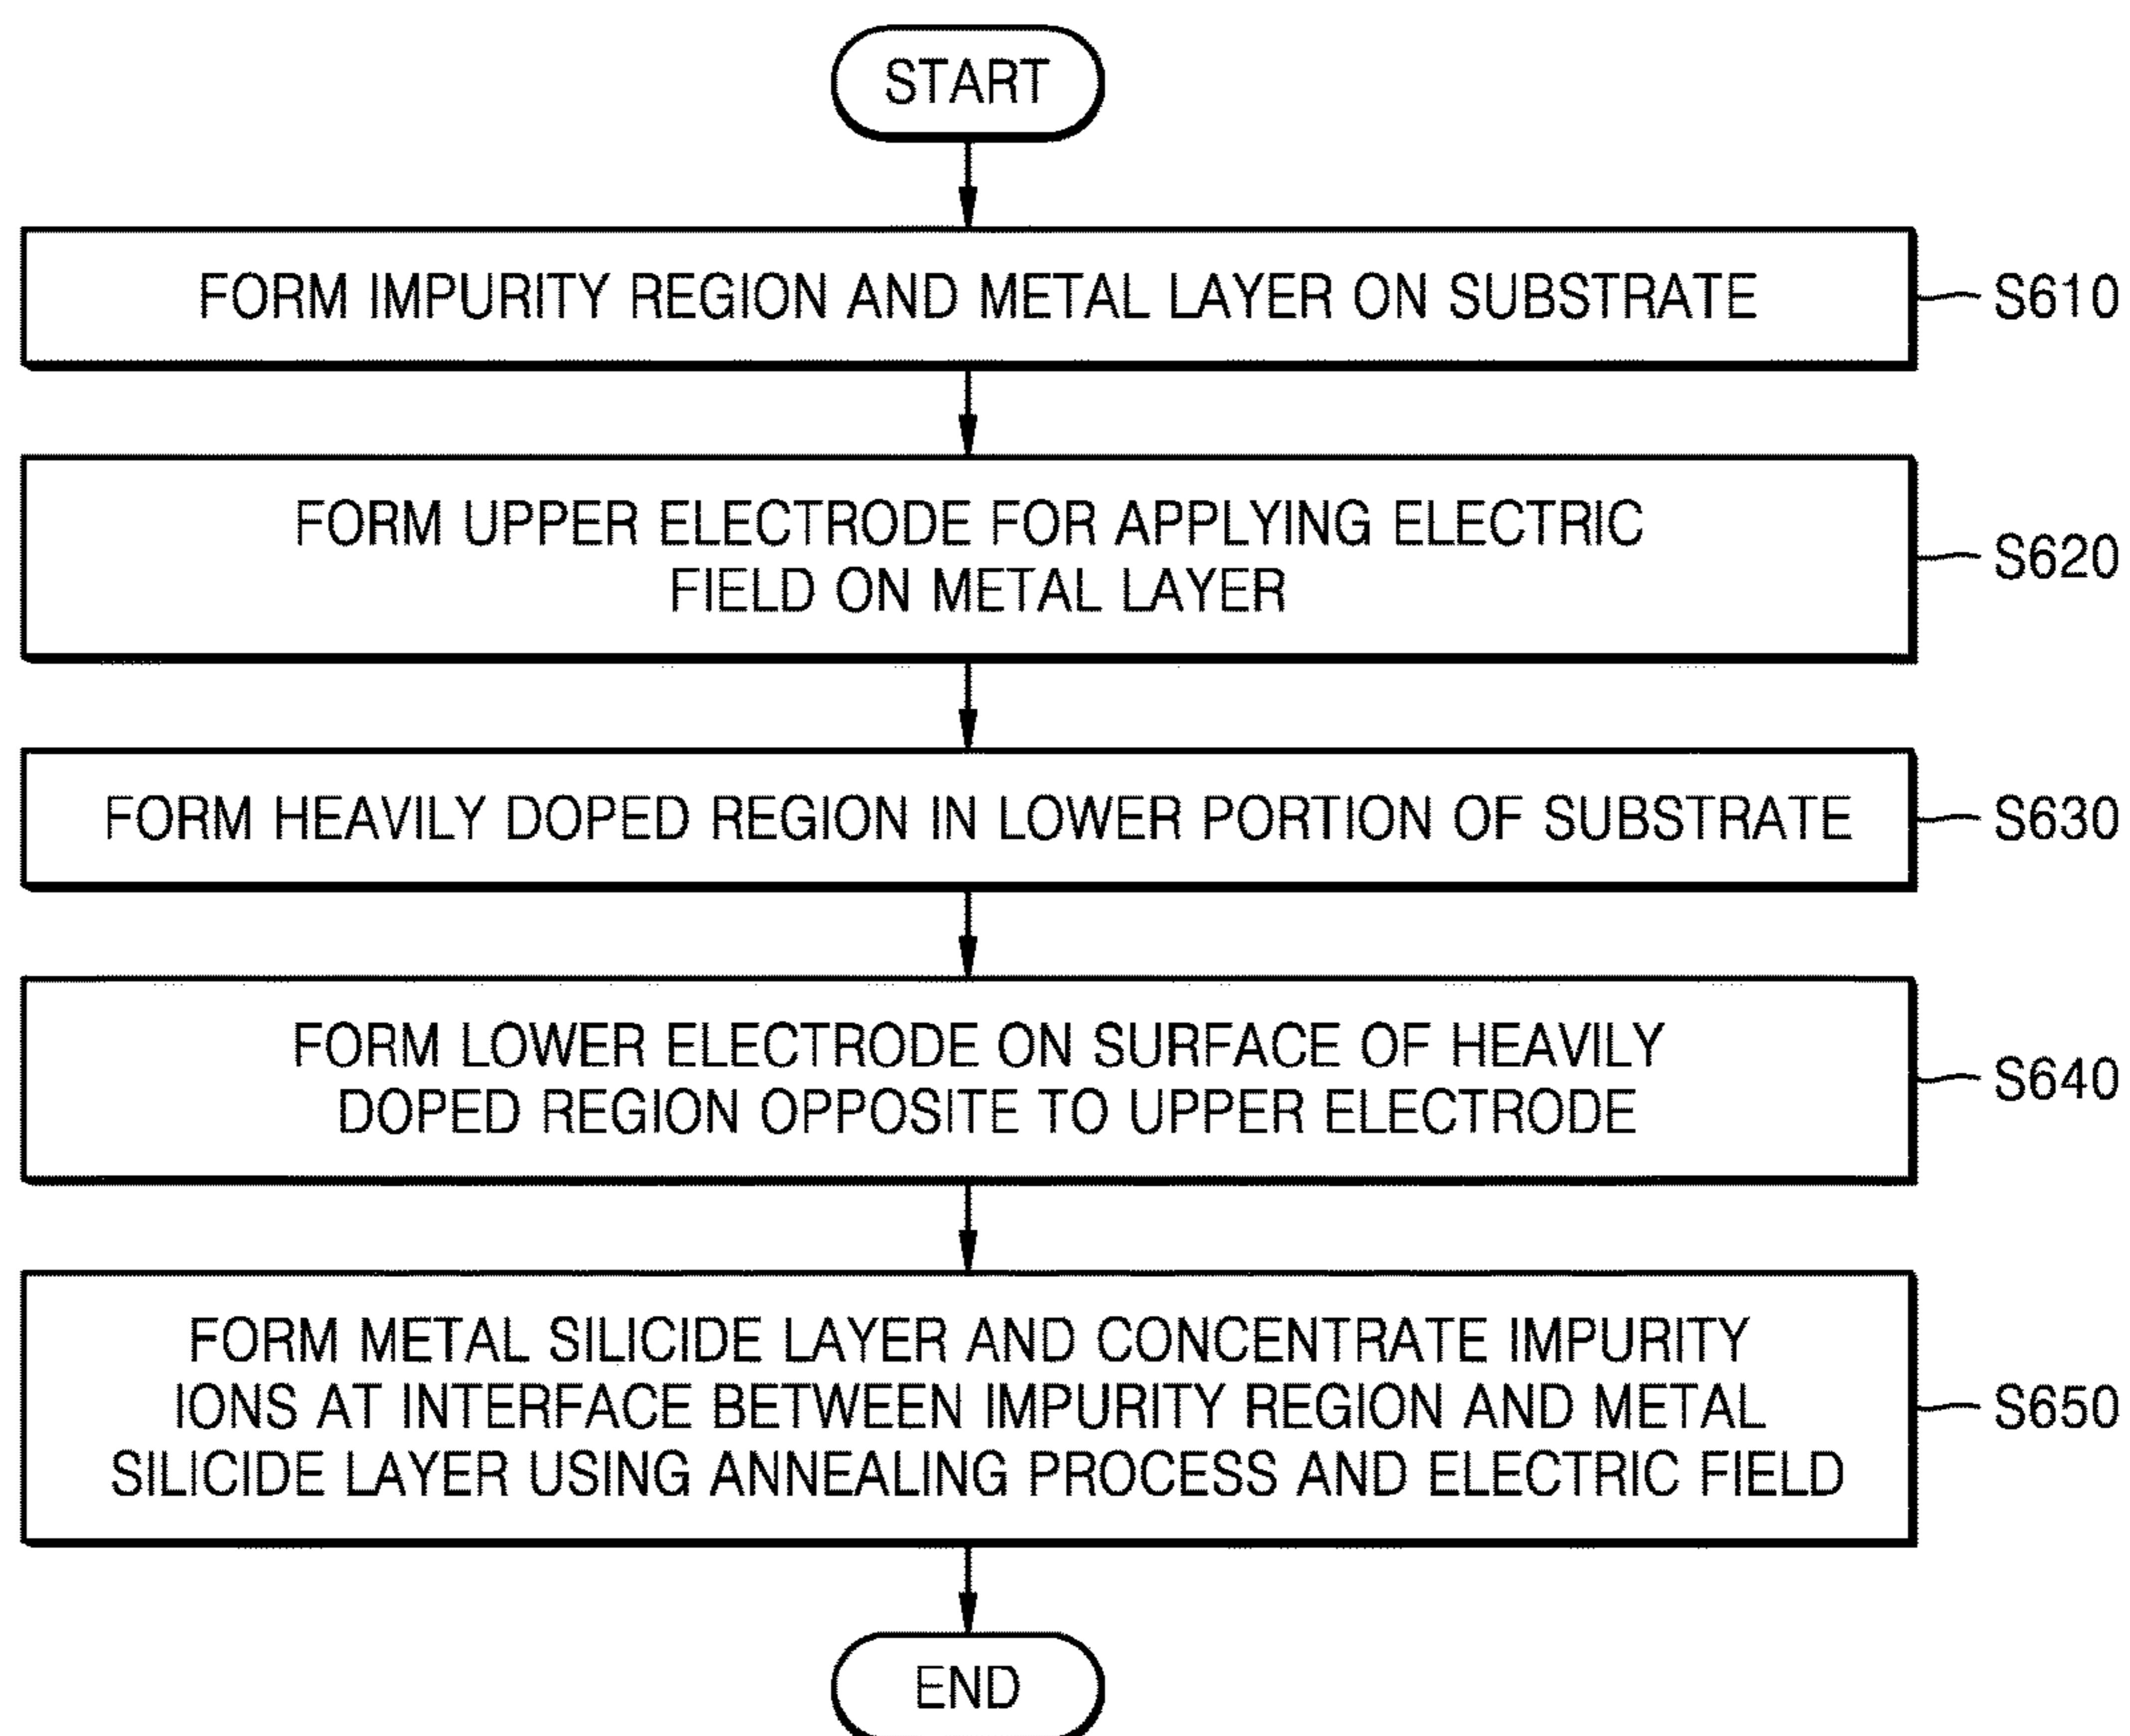 START
FORM IMPURITY REGION AND METAL LAYER ON SUBSTRATE
S610
FORM UPPER ELECTRODE FOR APPLYING ELECTRIC
FIELD ON METAL LAYER
S620
FORM HEAVILY DOPED REGION IN LOWER PORTION OF SUBSTRATE
S630
FORM LOWER ELECTRODE ON SURFACE OF HEAVILY
DOPED REGION OPPOSITE TO UPPER ELECTRODE
S640
FORM METAL SILICIDE LAYER AND CONCENTRATE IMPURITY
IONS AT INTERFACE BETWEEN IMPURITY REGION AND METAL
SILICIDE LAYER USING ANNEALING PROCESS AND ELECTRIC FIELD
S650
END